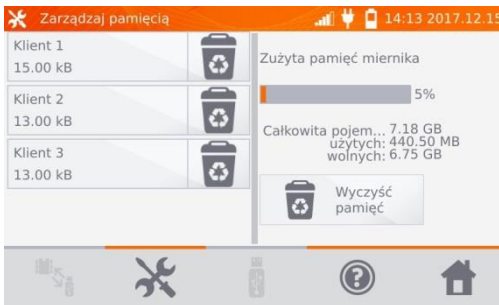 Zarządzaj pamięcią
14:13 2017.12.15
Klient 1
15.00 kB
Klient 2
13.00 kB
Klient 3
13.00 kB
Zużyta pamięć miernika
5%
Całkowita pojem... 7.18 GB
użytych: 440.50 MB
wolnych: 6.75 GB
Wyczyść
pamięć